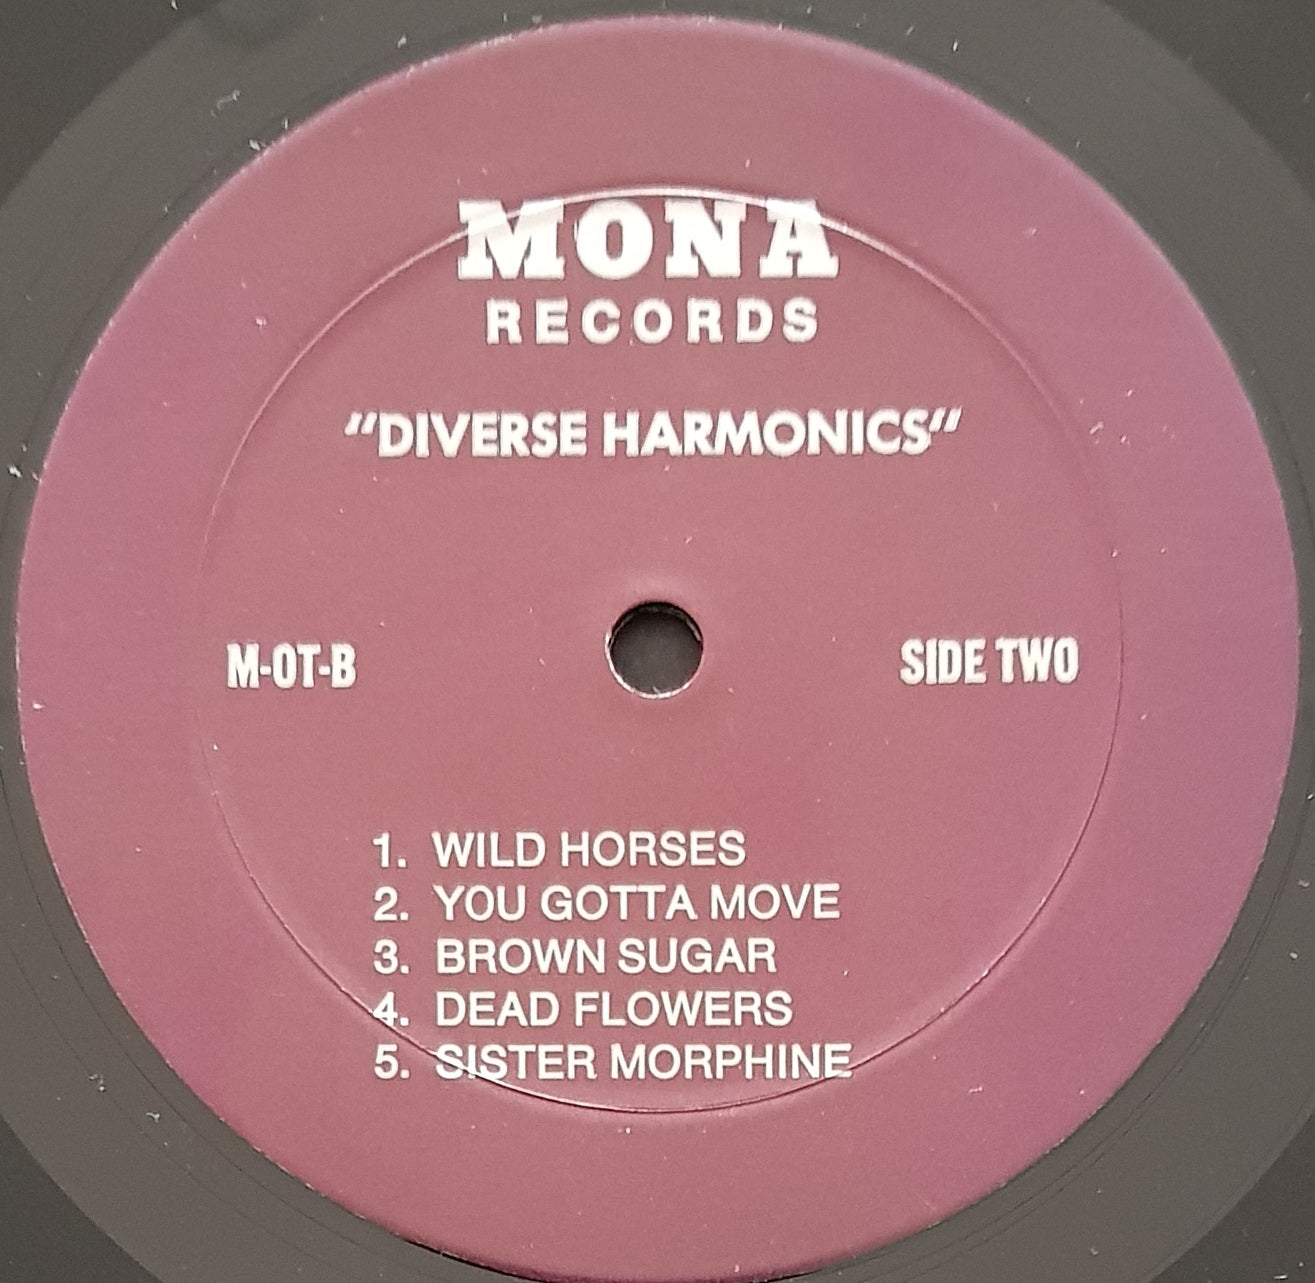 MONA
RECORDS
"DIVERSE HARMONICS"
M-OT-B
SIDE TWO
1. WILD HORSES
2. YOU GOTTA MOVE
3. BROWN SUGAR
4. DEAD FLOWERS
5. SISTER MORPHINE